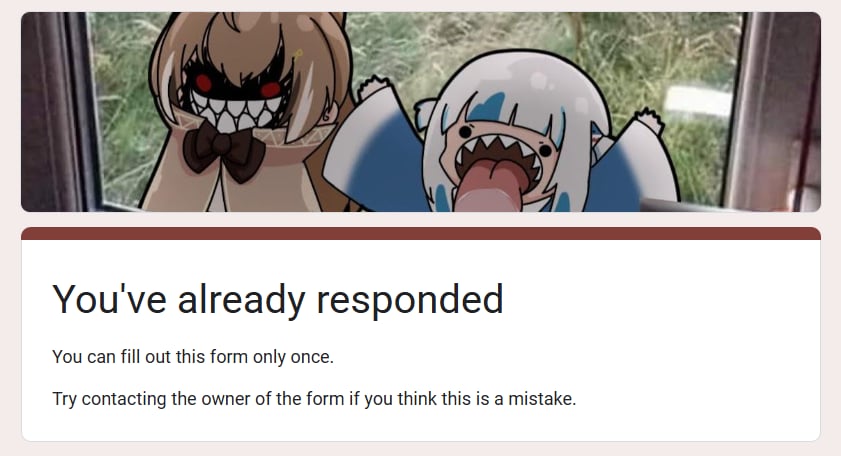 You've already responded
You can fill out this form only once.
Try contacting the owner of the form if you think this is a mistake.